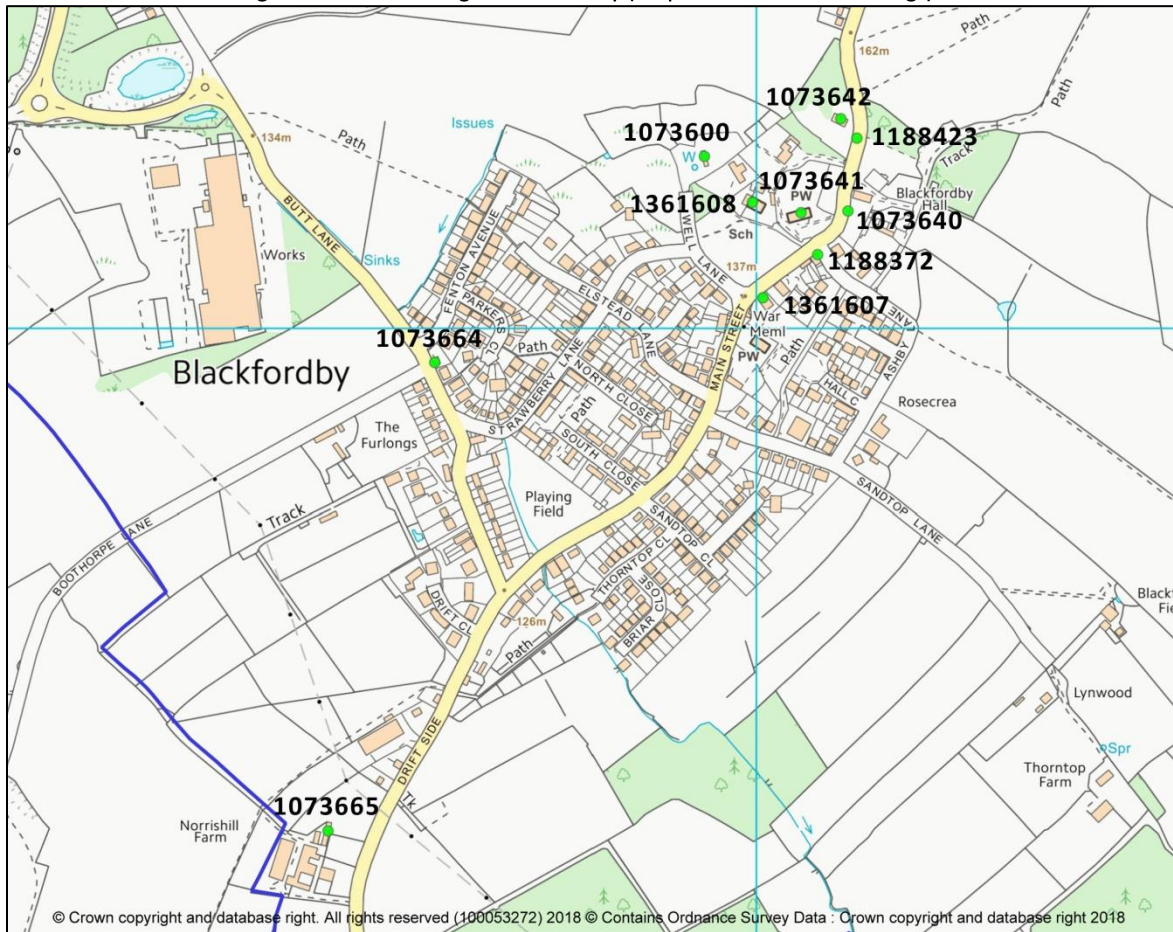 Path
162m
1073642
1188423
Path
Issues
1073600
W
Track
134m
Path
1073641
PW
Blackfordby
Hall
1361608
1073640
BUTT LANE
FENTON AVENUE
WELL LANE
Sch
1188372
Works
Sinks
137m
1361607
PARKERS CL
ELSTEAD LANE
War
Meml
PW
1073664
Path
STRAWBERRY LANE
MAIN STREET
Path
ASHBY LANE
Blackfordby
NORTH CLOSE
Path
HALL C
Rosecrea
SOUTH CLOSE
The
Furlongs
Playing
Field
SANDTOP LANE
Track
SANDTOP CL
BOOTHORPE LANE
THORNTOP CL
BRIAR CLOSE
DRIFT CL
126m
Path
Lynwood
DRIFT SIDE
Spr
Thorntop
Farm
Tk
1073665
Norrishill
Farm
© Crown copyright and database right. All rights reserved (100053272) 2018 © Contains Ordnance Survey Data : Crown copyright and database right 2018